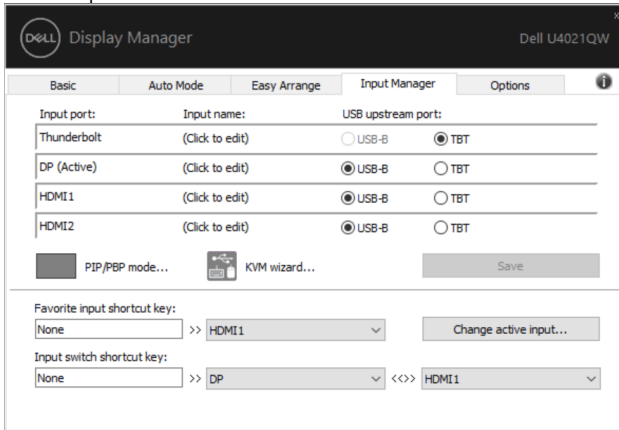 DELL Display Manager
Dell U4021QW
x
Basic Auto Mode Easy Arrange Input Manager Options i
Input port: Input name: USB upstream port:
Thunderbolt (Click to edit) USB-B TBT
DP (Active) (Click to edit) USB-B TBT
HDMI1 (Click to edit) USB-B TBT
HDMI2 (Click to edit) USB-B TBT
PIP/PBP mode... KVM wizard... Save
Favorite input shortcut key:
None >> HDMI1 Change active input...
Input switch shortcut key:
None >> DP <<>> HDMI1